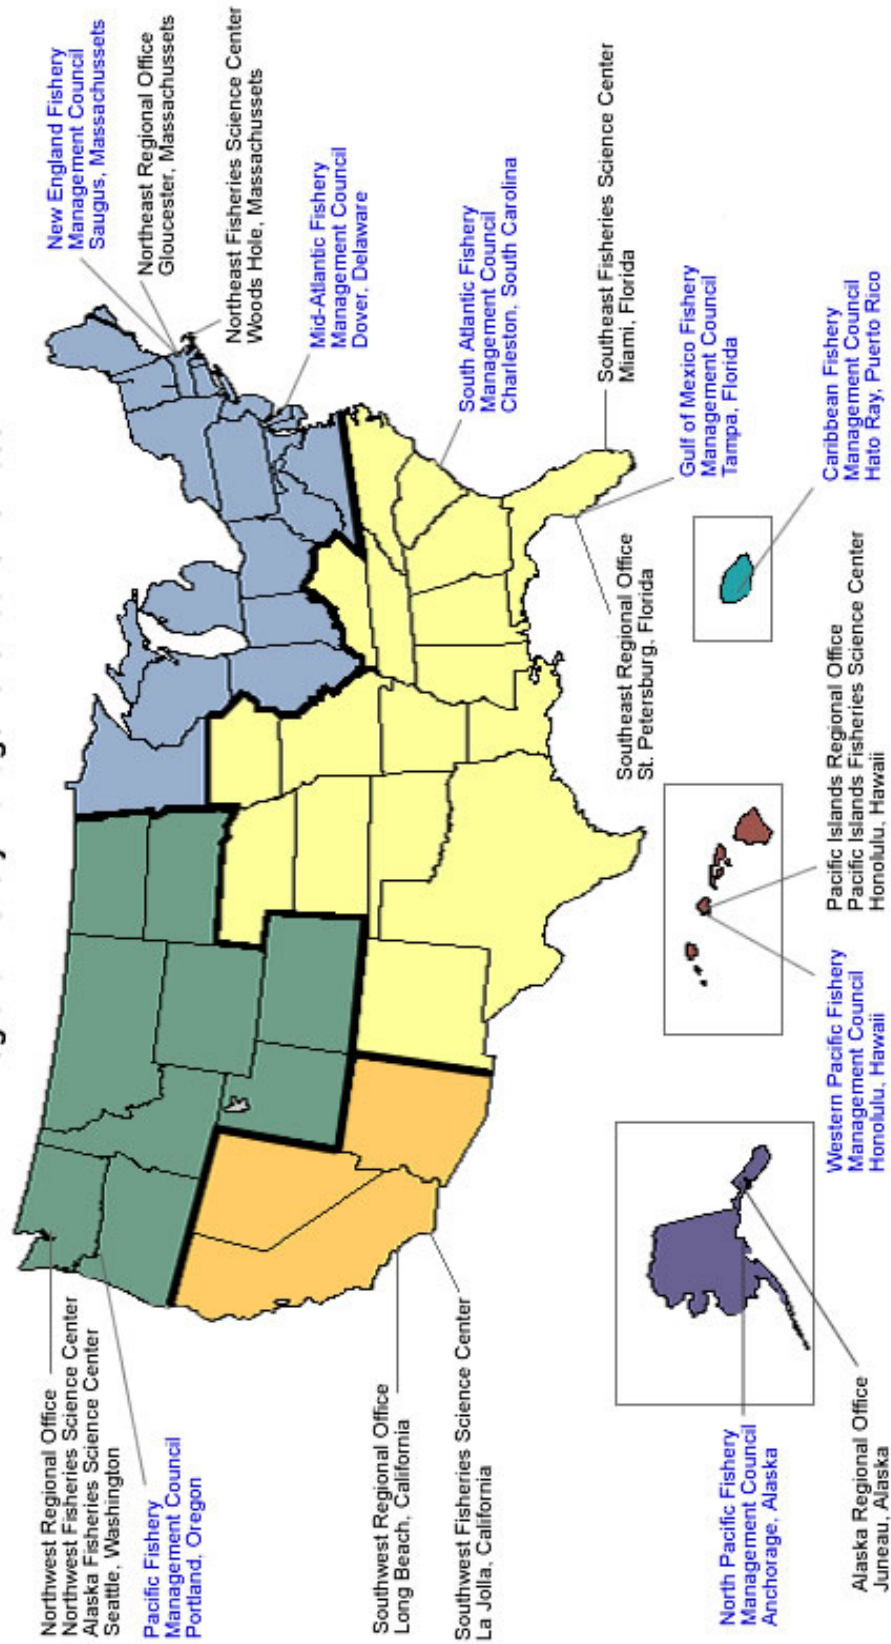 New England Fishery
Management Council
Saugus, Massachussets
Northeast Regional Office
Gloucester, Massachussets
Northeast Fisheries Science Center
Woods Hole, Massachussets
Mid-Atlantic Fishery
Management Council
Dover, Delaware
South Atlantic Fishery
Management Council
Charleston, South Carolina
Southeast Fisheries Science Center
Miami, Florida
Gulf of Mexico Fishery
Management Council
Tampa, Florida
Caribbean Fishery
Management Council
Hato Ray, Puerto Rico
Southeast Regional Office
St. Petersburg, Florida
Pacific Islands Regional Office
Pacific Islands Fisheries Science Center
Honolulu, Hawaii
Western Pacific Fishery
Management Council
Honolulu, Hawaii
Northwest Regional Office
Northwest Fisheries Science Center
Alaska Fisheries Science Center
Seattle, Washington
Pacific Fishery
Management Council
Portland, Oregon
Southwest Regional Office
Long Beach, California
Southwest Fisheries Science Center
La Jolla, California
North Pacific Fishery
Management Council
Anchorage, Alaska
Alaska Regional Office
Juneau, Alaska